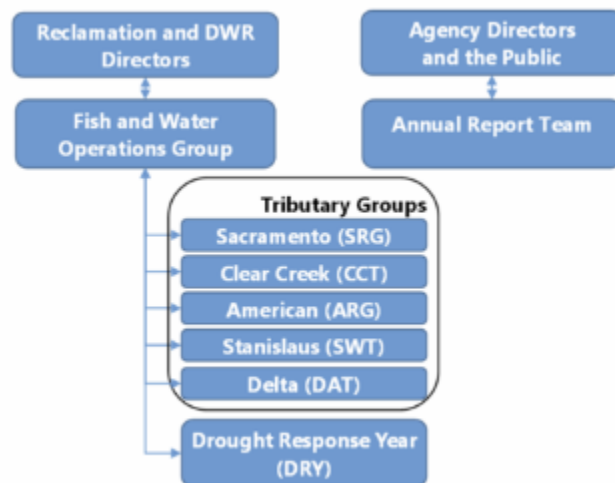 Reclamation and DWR
Directors
Agency Directors
and the Public
Fish and Water
Operations Group
Annual Report Team
Tributary Groups
Sacramento (SRG)
Clear Creek (CCT)
American (ARG)
Stanislaus (SWT)
Delta (DAT)
Drought Response Year
(DRY)